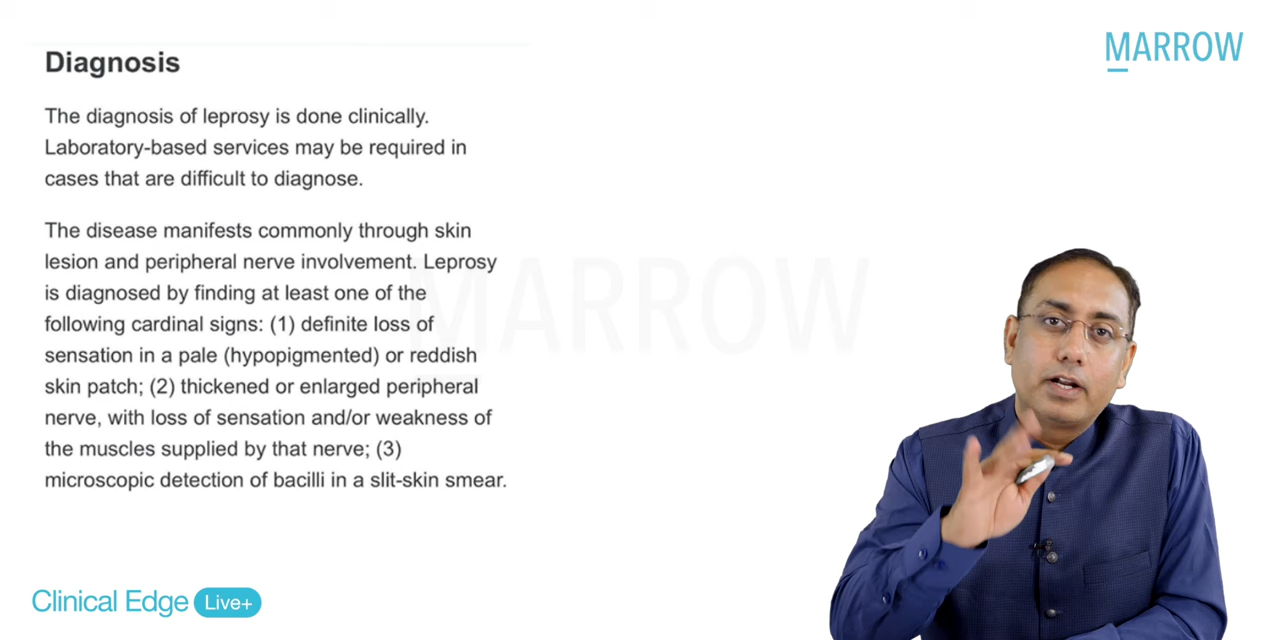 MARROW
Diagnosis
The diagnosis of leprosy is done clinically.
Laboratory-based services may be required in
cases that are difficult to diagnose.
The disease manifests commonly through skin
lesion and peripheral nerve involvement. Leprosy
is diagnosed by finding at least one of the
following cardinal signs: (1) definite loss of
sensation in a pale (hypopigmented) or reddish
skin patch; (2) thickened or enlarged peripheral
nerve, with loss of sensation and/or weakness of
the muscles supplied by that nerve; (3)
microscopic detection of bacilli in a slit-skin smear.
MARROW
Clinical Edge Live+